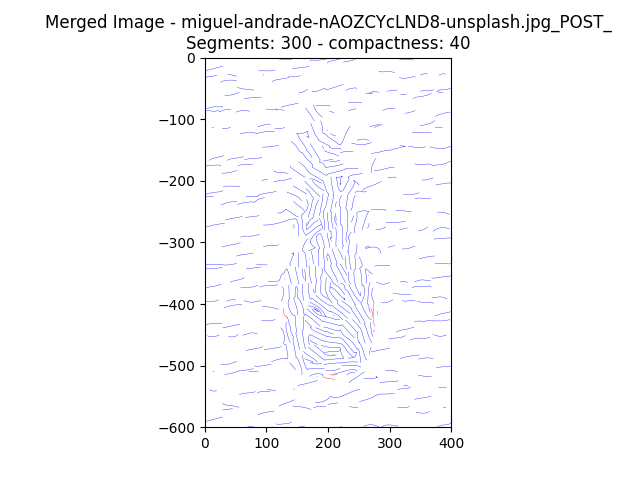 Merged Image - miguel-andrade-nAOZCYcLND8-unsplash.jpg_POST_
Segments: 300 - compactness: 40
0
−100
−200
−300
−400
−500
−600
0 100 200 300 400